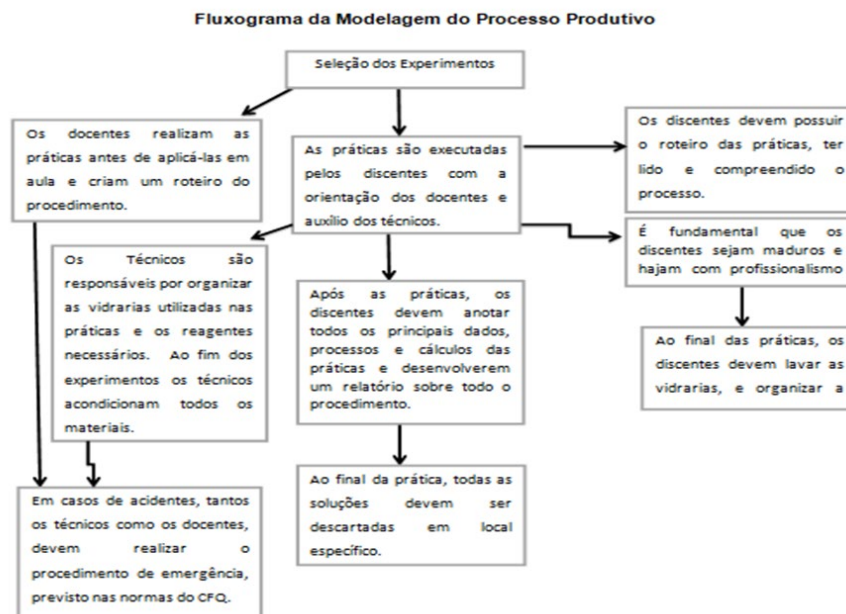 Fluxograma da Modelagem do Processo Produtivo
Seleção dos Experimentos
Os docentes realizam as
práticas antes de aplicá-las em
aula e criam um roteiro do
procedimento.
As práticas são executadas
pelos discentes com a
orientação dos docentes e
auxílio dos técnicos.
Os discentes devem possuir
o roteiro das práticas, ter
lido e compreendido o
processo.
É fundamental que os
discentes sejam maduros e
hajam com profissionalismo
Os Técnicos são
responsáveis por organizar
as vidrarias utilizadas nas
práticas e os reagentes
necessários. Ao fim dos
experimentos os técnicos
acondicionam todos os
materiais.
Após as práticas, os
discentes devem anotar
todos os principais dados,
processos e cálculos das
práticas e desenvolverem
um relatório sobre todo o
procedimento.
Ao final das práticas, os
discentes devem lavar as
vidrarias, e organizar a
Em casos de acidentes, tantos
os técnicos como os docentes,
devem realizar o
procedimento de emergência,
previsto nas normas do CFQ.
Ao final da prática, todas as
soluções devem ser
descartadas em local
específico.